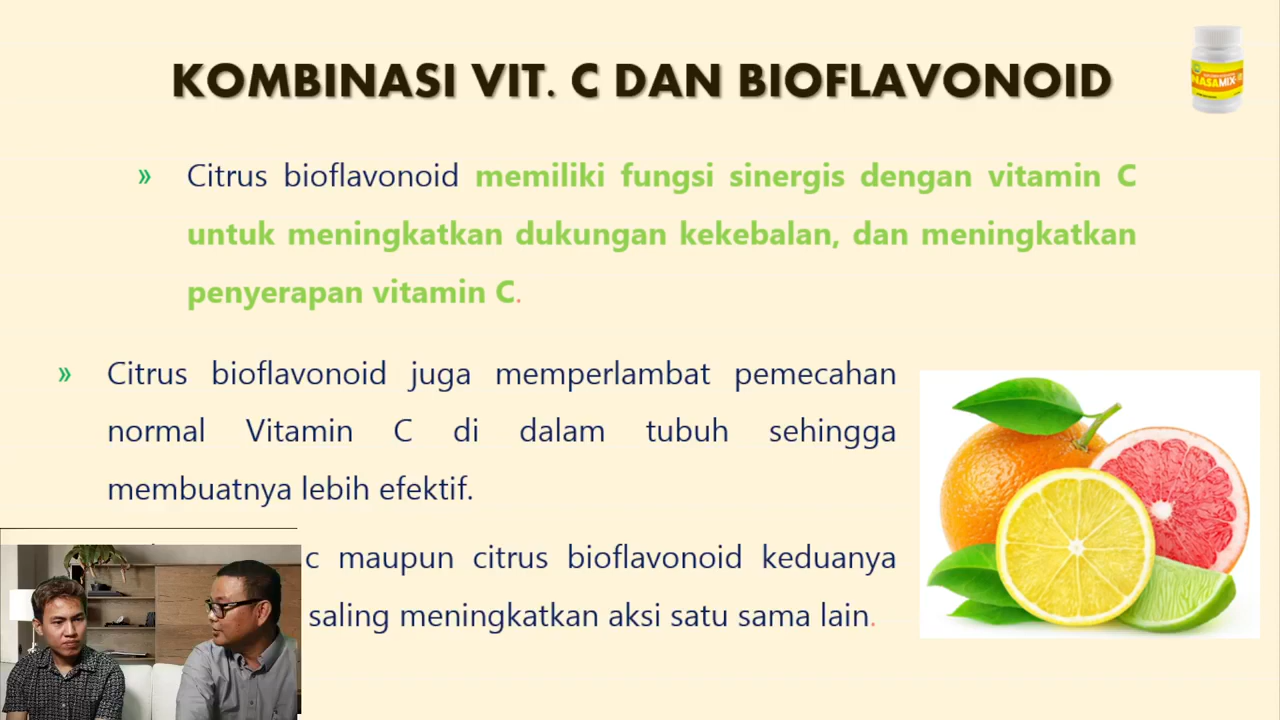 KOMBINASI VIT. C DAN BIOFLAVONOID
NASAMIX
» Citrus bioflavonoid memiliki fungsi sinergis dengan vitamin C
untuk meningkatkan dukungan kekebalan, dan meningkatkan
penyerapan vitamin C.
» Citrus bioflavonoid juga memperlambat pemecahan
normal Vitamin C di dalam tubuh sehingga
membuatnya lebih efektif.
c maupun citrus bioflavonoid keduanya
saling meningkatkan aksi satu sama lain.